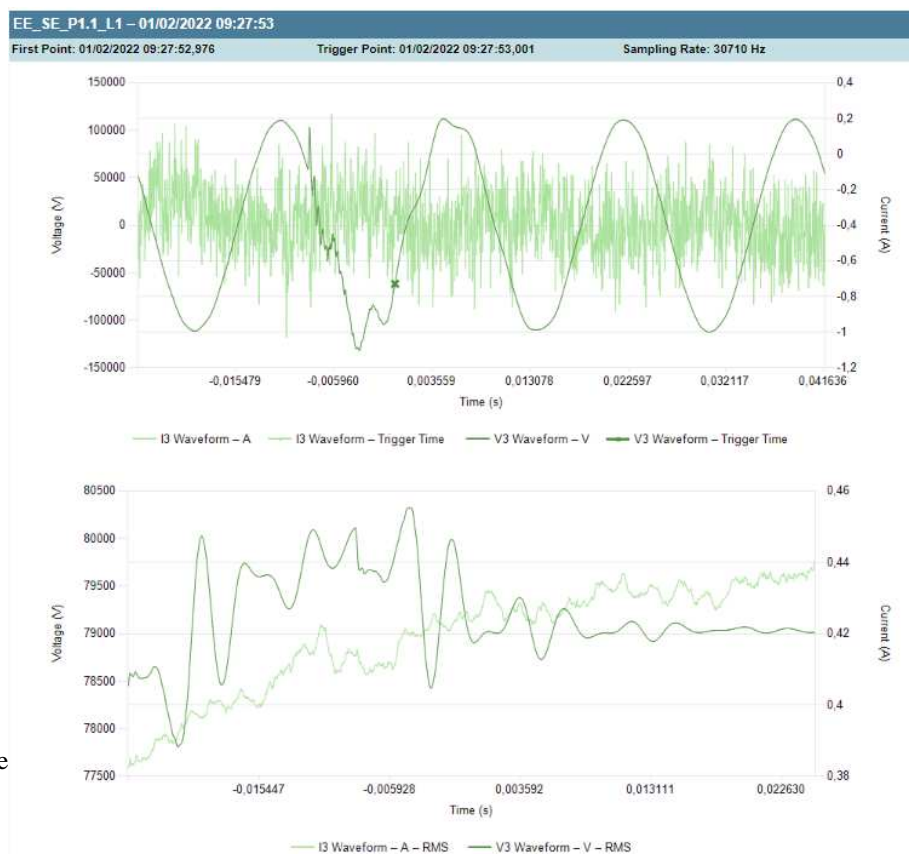 EE_SE_P1.1_L1 – 01/02/2022 09:27:53
First Point: 01/02/2022 09:27:52,976 Trigger Point: 01/02/2022 09:27:53,001 Sampling Rate: 30710 Hz
150000
100000
50000
0
-50000
-100000
-150000
Voltage (V)
0,4
0,2
0
-0,2
-0,4
-0,6
-0,8
-1
-1,2
Current (A)
-0,015479 -0,005960 0,003559 0,013078 0,022597 0,032117 0,041636
Time (s)
I3 Waveform – A I3 Waveform – Trigger Time V3 Waveform – V V3 Waveform – Trigger Time
80500
80000
79500
79000
78500
78000
77500
Voltage (V)
0,46
0,44
0,42
0,4
0,38
Current (A)
e
-0,015447 -0,005928 0,003592 0,013111 0,022630
Time (s)
I3 Waveform – A – RMS V3 Waveform – V – RMS